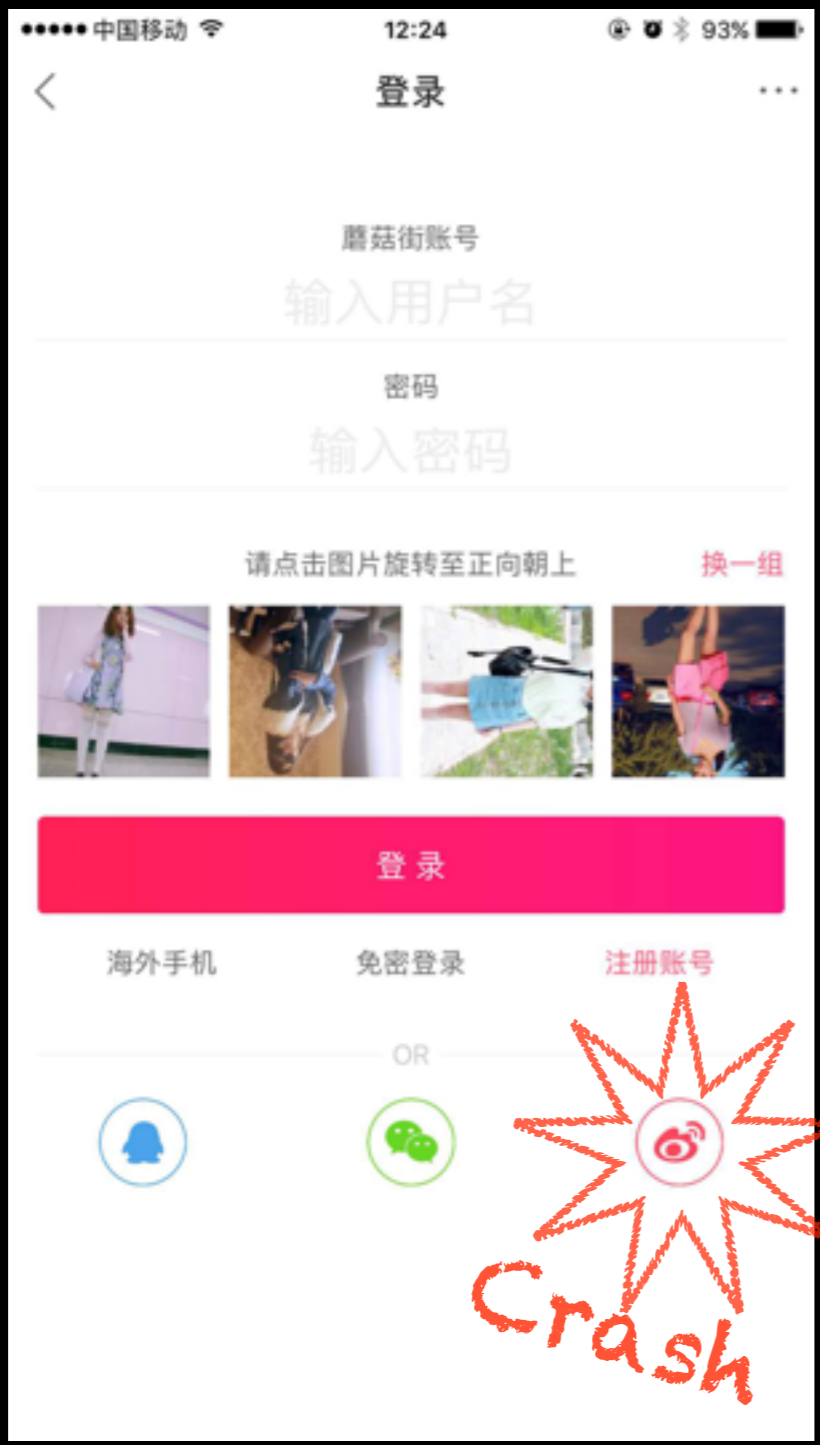 中国移动 12:24 93%
登录
蘑菇街账号
输入用户名
密码
输入密码
请点击图片旋转至正向朝上 换一组
登录
海外手机 免密登录 注册账号
OR
Crash